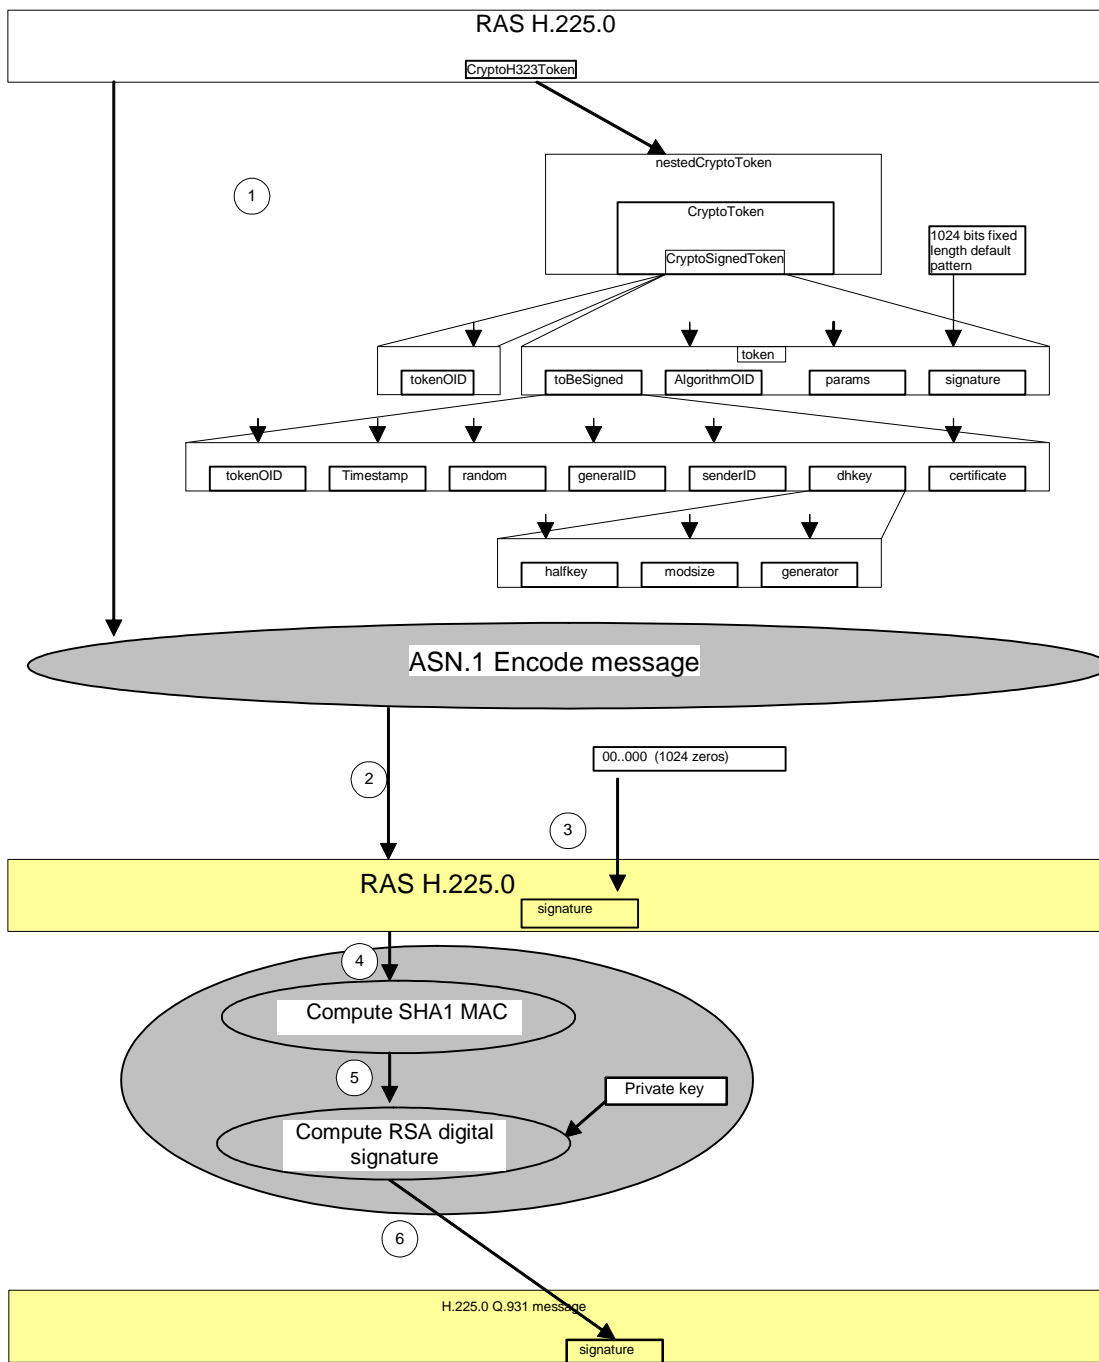 RAS H.225.0
CryptoH323Token
nestedCryptoToken
1
CryptoToken
1024 bits fixed
length default
pattern
CryptoSignedToken
token
tokenOID
toBeSigned
AlgorithmOID
params
signature
tokenOID
Timestamp
random
generalID
senderID
dhkey
certificate
halfkey
modsize
generator
ASN.1 Encode message
00..000 (1024 zeros)
2
3
RAS H.225.0
signature
4
Compute SHA1 MAC
5
Private key
Compute RSA digital
signature
6
H.225.0 Q.931 message
signature